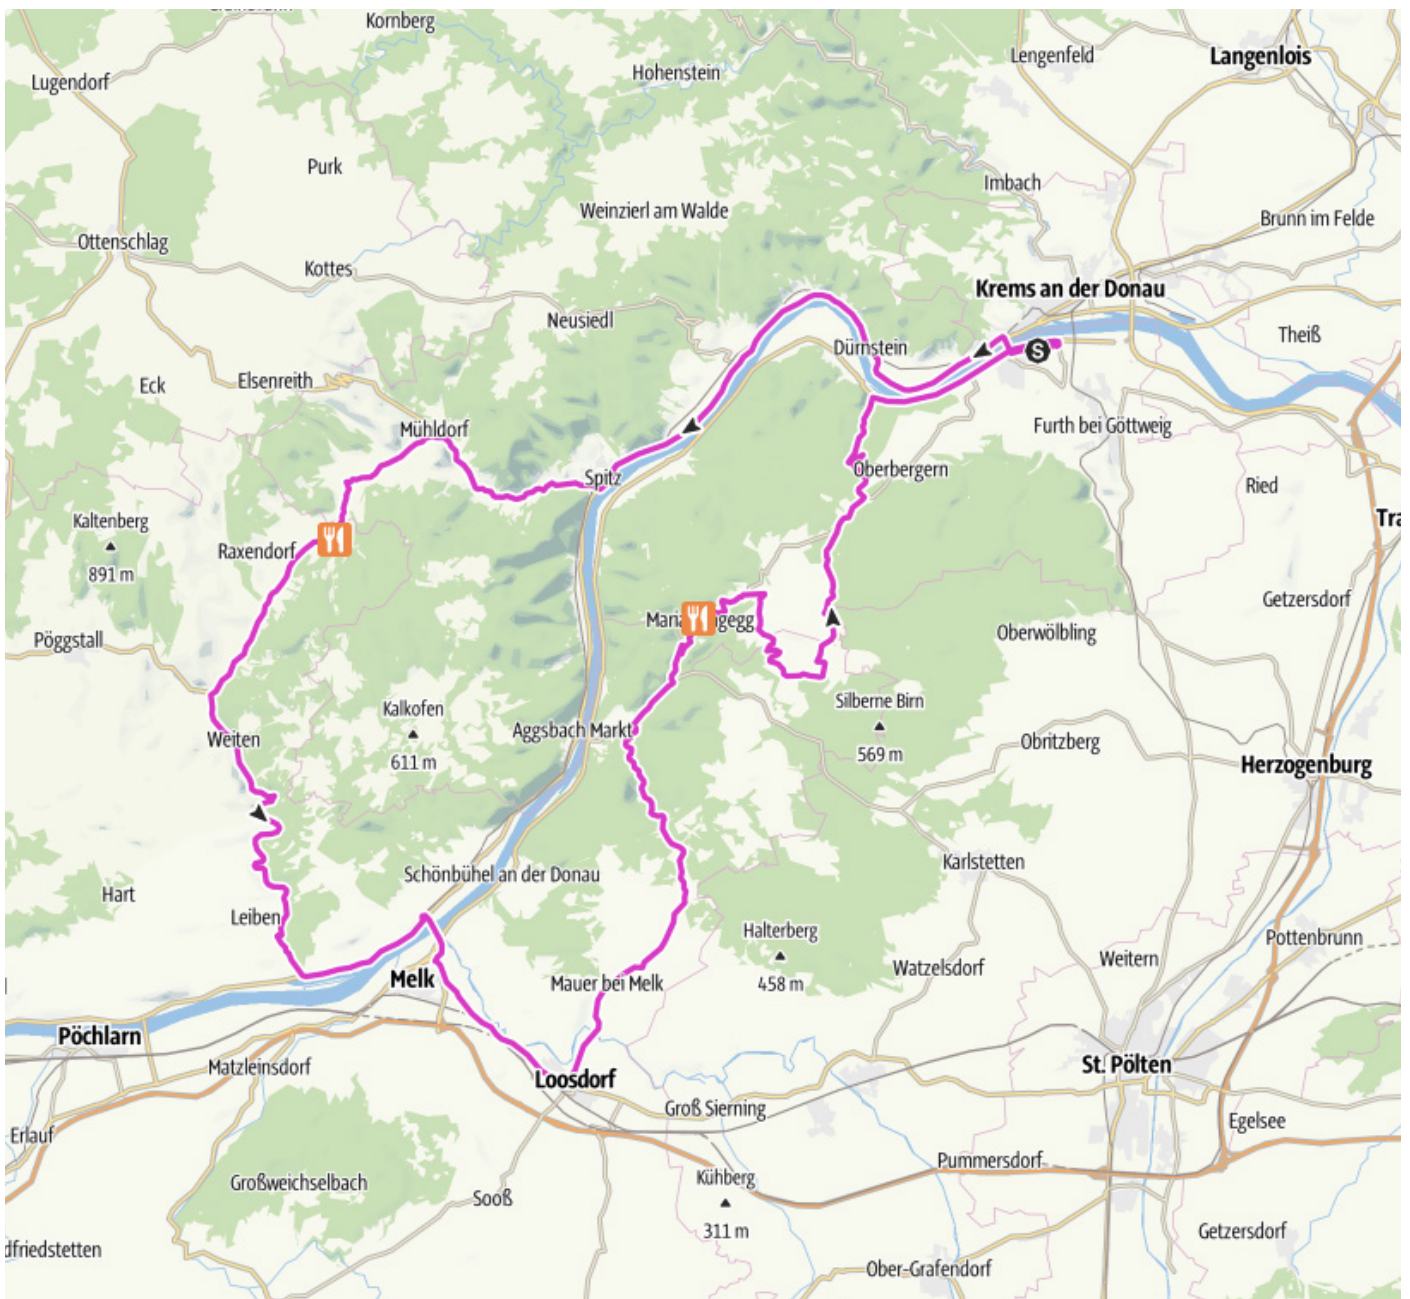 Kornberg
Langenlois
Lengenfeld
Hohenstein
Lugendorf
Purk
Imbach
Weinzierl am Walde
Brunn im Felde
Ottenschlag
Kottes
Krems an der Donau
Neusiedl
Theiß
Dürnstein
Eck
Elsenreith
Mühldorf
Furth bei Göttweig
Oberbergern
Spitz
Ried
Kaltenberg
891 m
Raxendorf
S
Getzersdorf
Maria
gegg
Pöggstall
Oberwölbling
Silberne Birn
569 m
Kalkofen
611 m
Weiten
Aggsbach Markt
Obritzberg
Herzogenburg
Karlstetten
Schönbühel an der Donau
Hart
Leiben
Halterberg
458 m
Pottenbrunn
Weitern
Watzelsdorf
Melk
Mauer bei Melk
Pöchlarn
Matzleinsdorf
St. Pölten
Loosdorf
Groß Sierning
Erlauf
Egelsee
Pummersdorf
Großweichselbach
Kühberg
311 m
Sooß
Getzersdorf
dfriedstetten
Ober-Grafendorf